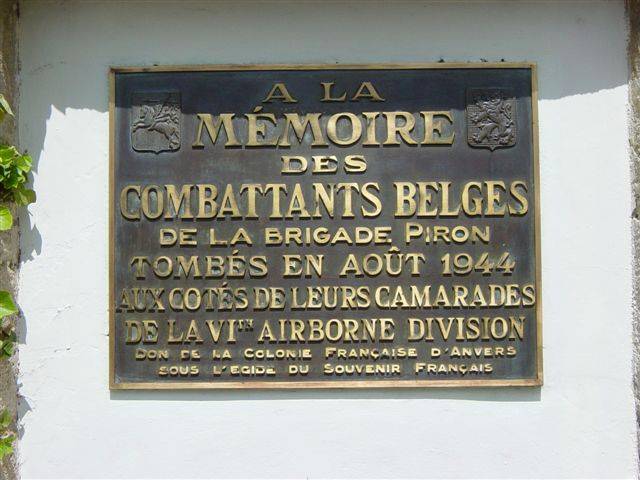 A LA
MÉMOIRE
DES
COMBATTANTS BELGES
DE LA BRIGADE PIRON
TOMBÉS EN AOÛT 1944
AUX COTÉS DE LEURS CAMARADES
DE LA VITH AIRBORNE DIVISION
DON DE LA COLONIE FRANÇAISE D'ANVERS
SOUS L'EGIDE DU SOUVENIR FRANÇAIS